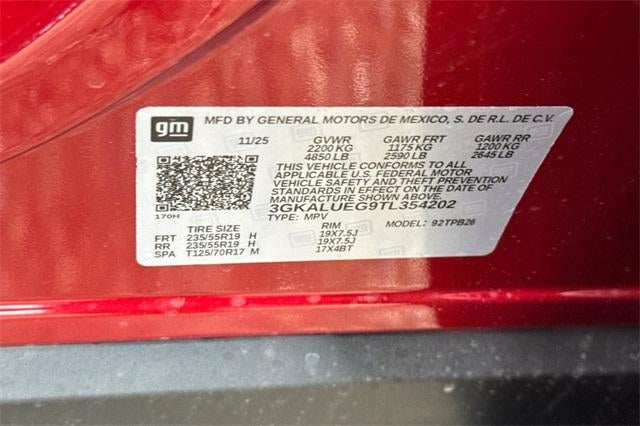 gm
MFD BY GENERAL MOTORS DE MEXICO, S. DE R.L. DE C.V.
11/25 GVWR GAWR FRT GAWR RR
2200 KG 1175 KG 1200 KG
4850 LB 2590 LB 2645 LB
THIS VEHICLE CONFORMS TO ALL
APPLICABLE U.S. FEDERAL MOTOR
VEHICLE SAFETY AND THEFT PREVENTION
STANDARDS IN EFFECT ON THE DATE OF
MANUFACTURE SHOWN ABOVE.
170H
3GKALUEG9TL354202
TYPE: MPV MODEL: 92TPB26
TIRE SIZE RIM
FRT 235/55R19 H 19X7.5J
RR 235/55R19 H 19X7.5J
SPA T125/70R17 M 17X4BT